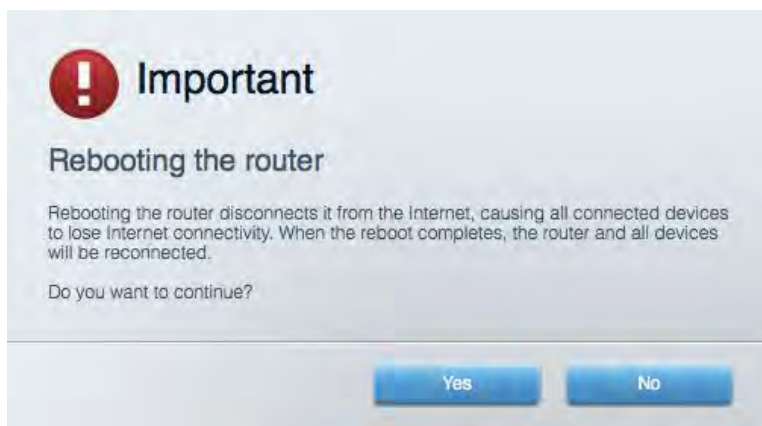 Important
Rebooting the router
Rebooting the router disconnects it from the Internet, causing all connected devices
to lose Internet connectivity. When the reboot completes, the router and all devices
will be reconnected.
Do you want to continue?
Yes
No